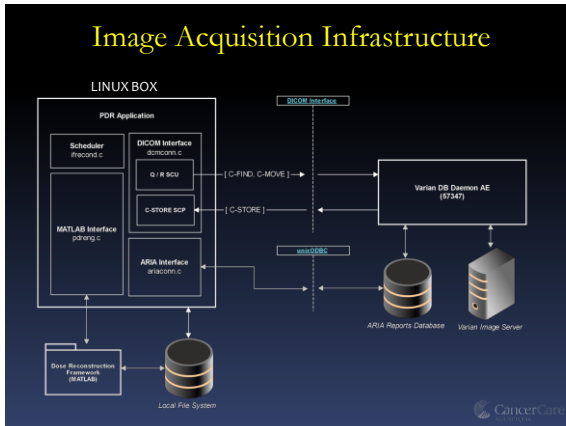 Image Acquisition Infrastructure
LINUX BOX
PDR Application
Scheduler
ifrecond.c
MATLAB Interface
pdreng.c
DICOM Interface
dcmconn.c
Q / R SCU
C-STORE SCP
ARIA Interface
ariaconn.c
DICOM Interface
[ C-FIND, C-MOVE ]
[ C-STORE ]
unixODBC
Varian DB Daemon AE
(57347)
ARIA Reports Database
Varian Image Server
Dose Reconstruction
Framework
(MATLAB)
Local File System
CancerCare